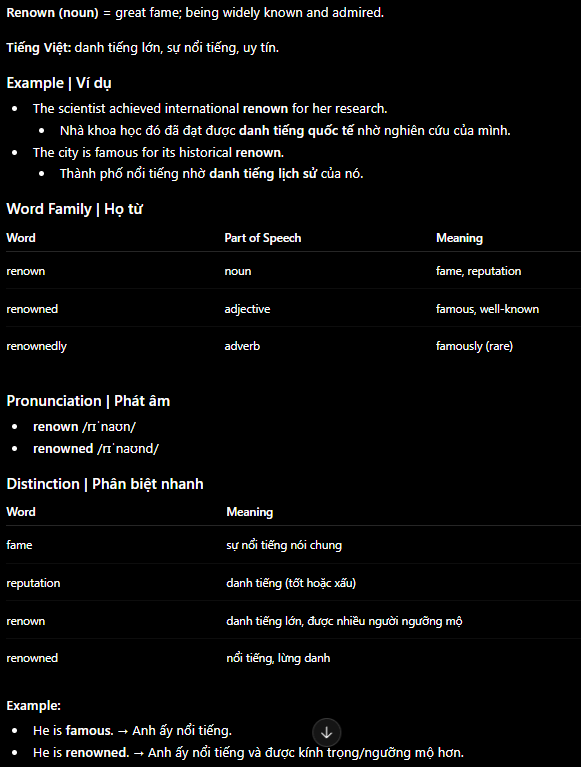 Renown (noun) = great fame; being widely known and admired.
Tiếng Việt: danh tiếng lớn, sự nổi tiếng, uy tín.
Example | Ví dụ
The scientist achieved international renown for her research.
Nhà khoa học đó đã đạt được danh tiếng quốc tế nhờ nghiên cứu của mình.
The city is famous for its historical renown.
Thành phố nổi tiếng nhờ danh tiếng lịch sử của nó.
Word Family | Họ từ
Word Part of Speech Meaning
renown noun fame, reputation
renowned adjective famous, well-known
renownedly adverb famously (rare)
Pronunciation | Phát âm
renown /rɪˈnaʊn/
renowned /rɪˈnaʊnd/
Distinction | Phân biệt nhanh
Word Meaning
fame sự nổi tiếng nói chung
reputation danh tiếng (tốt hoặc xấu)
renown danh tiếng lớn, được nhiều người ngưỡng mộ
renowned nổi tiếng, lừng danh
Example:
He is famous. → Anh ấy nổi tiếng.
He is renowned. → Anh ấy nổi tiếng và được kính trọng/ngưỡng mộ hơn.